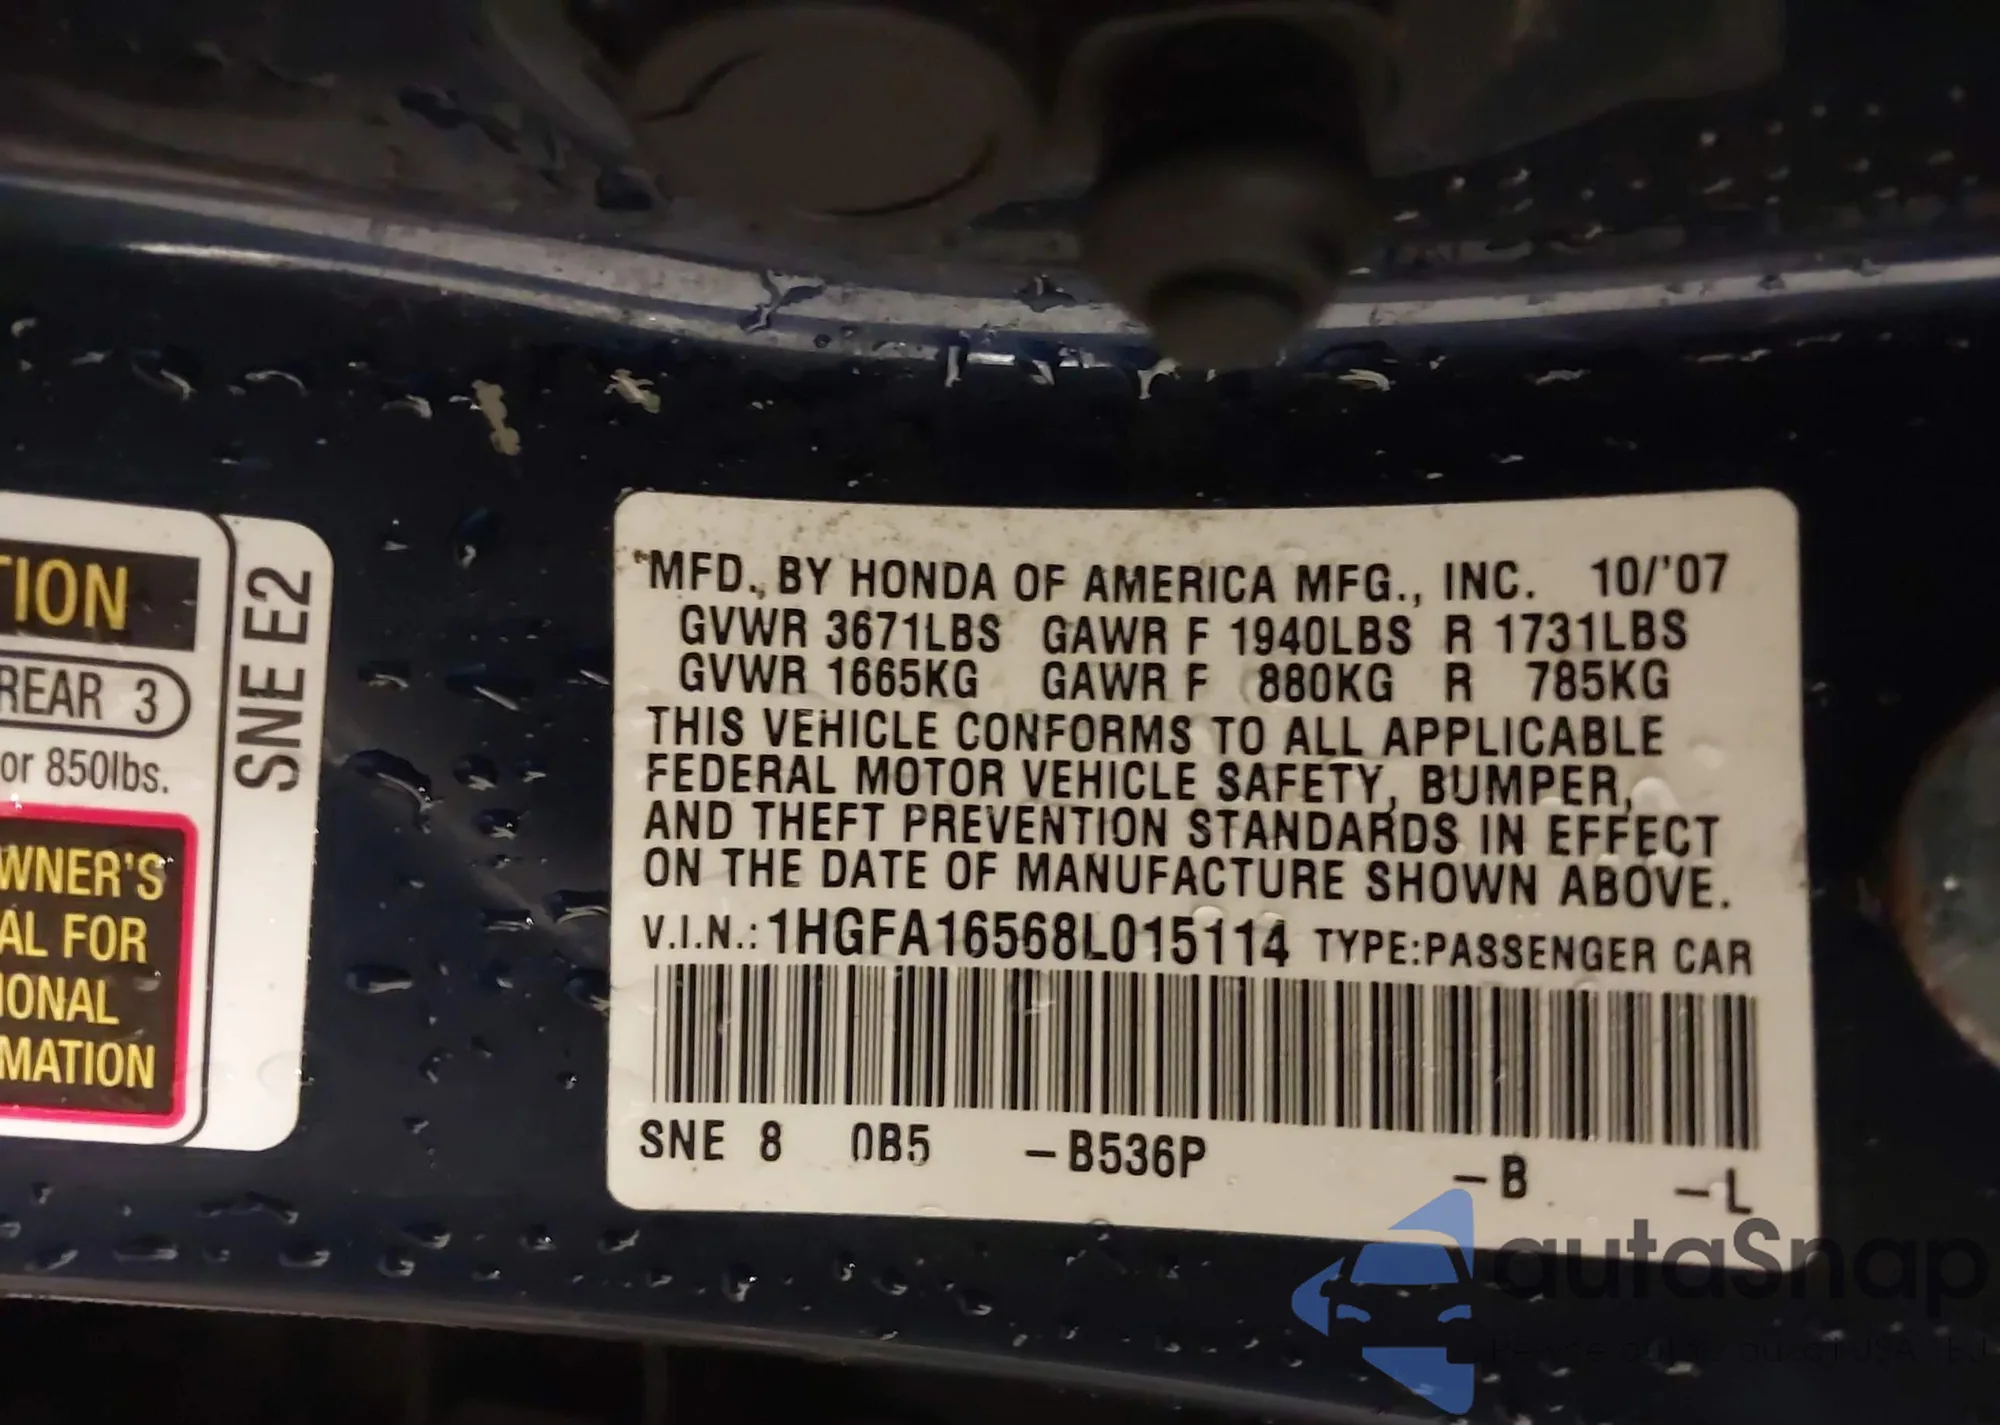 TION
REAR 3
or 850lbs.
WNER'S
AL FOR
IONAL
MATION
SNE E2
MFD. BY HONDA OF AMERICA MFG., INC. 10/'07
GVWR 3671LBS GAWR F 1940LBS R 1731LBS
GVWR 1665KG GAWR F 880KG R 785KG
THIS VEHICLE CONFORMS TO ALL APPLICABLE
FEDERAL MOTOR VEHICLE SAFETY, BUMPER,
AND THEFT PREVENTION STANDARDS IN EFFECT
ON THE DATE OF MANUFACTURE SHOWN ABOVE.
V.I.N.: 1HGFA16568L015114 TYPE:PASSENGER CAR
SNE 8 0B5 -B536P -B -L
autaSnap